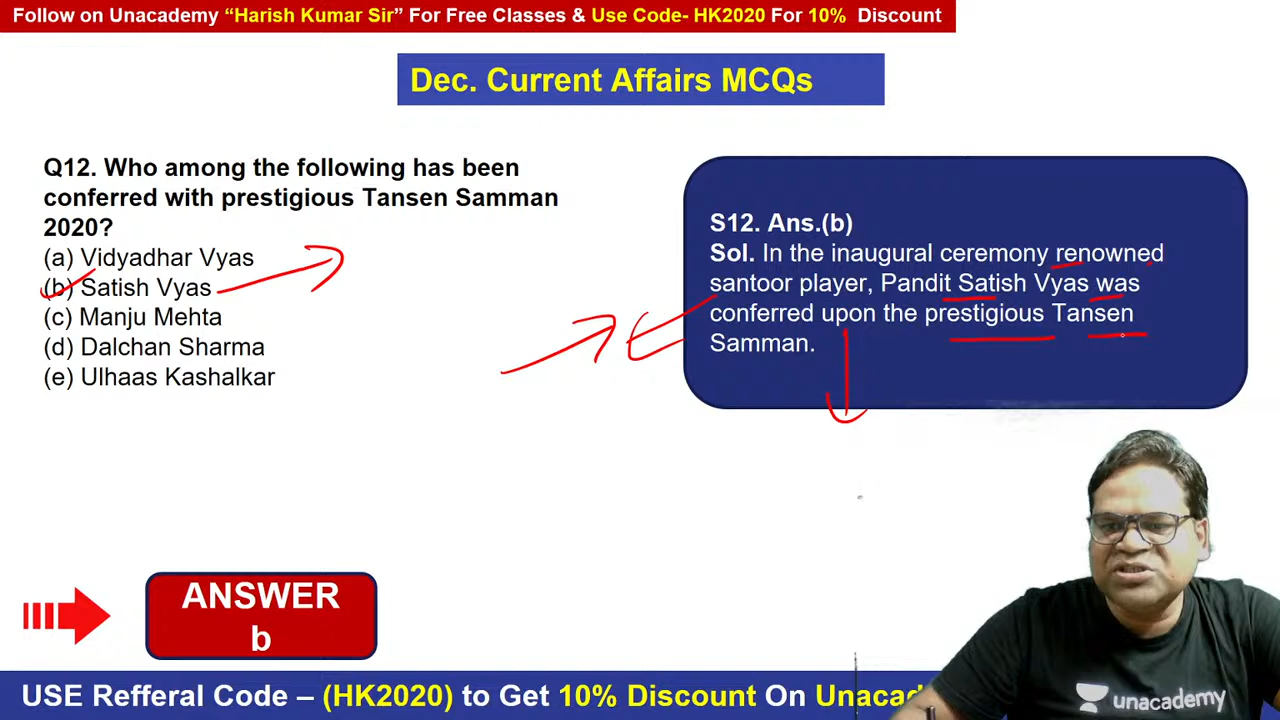 Follow on Unacademy “Harish Kumar Sir” For Free Classes & Use Code- HK2020 For 10% Discount
Dec. Current Affairs MCQs
Q12. Who among the following has been
conferred with prestigious Tansen Samman
2020?
(a) Vidyadhar Vyas
(b) Satish Vyas
(c) Manju Mehta
(d) Dalchan Sharma
(e) Ulhaas Kashalkar
S12. Ans.(b)
Sol. In the inaugural ceremony renowned
santoor player, Pandit Satish Vyas was
conferred upon the prestigious Tansen
Samman.
ANSWER
b
USE Refferal Code – (HK2020) to Get 10% Discount On Unacad
unacademy